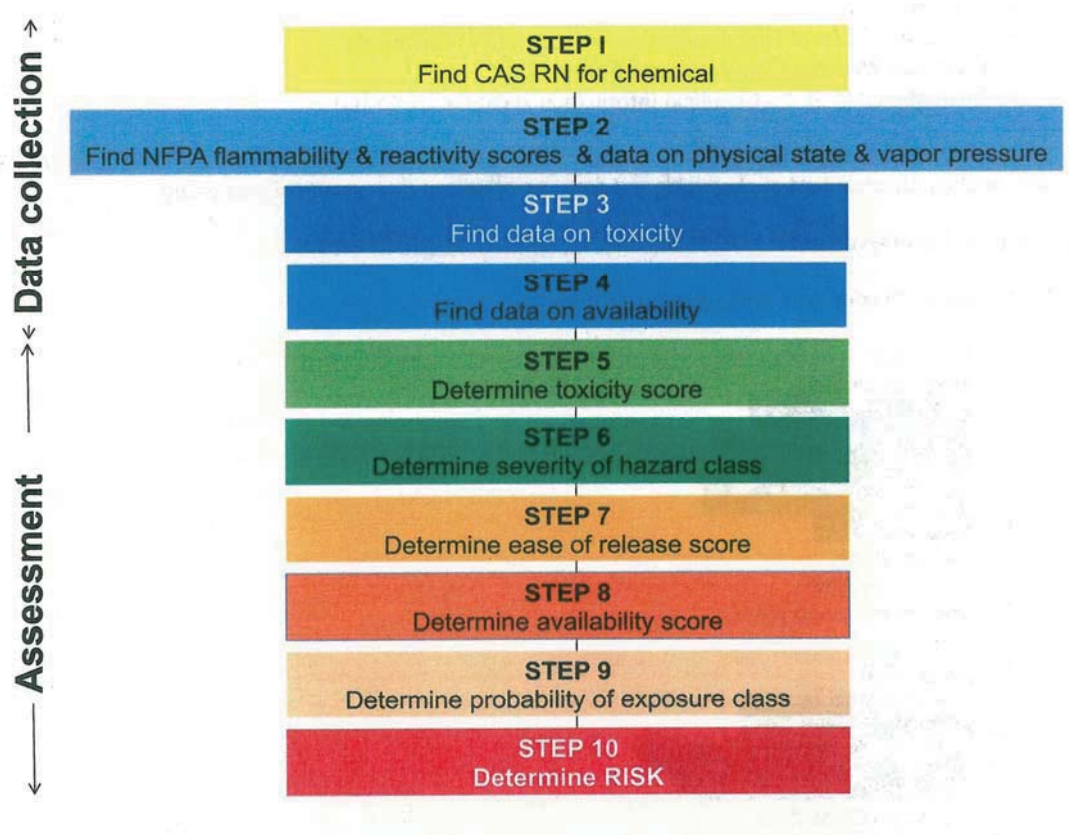 STEP I
Find CAS RN for chemical
STEP 2
Find NFPA flammability & reactivity scores & data on physical state & vapor pressure
STEP 3
Find data on toxicity
STEP 4
Find data on availability
STEP 5
Determine toxicity score
STEP 6
Determine severity of hazard class
STEP 7
Determine ease of release score
STEP 8
Determine availability score
STEP 9
Determine probability of exposure class
STEP 10
Determine RISK
Data collection
Assessment